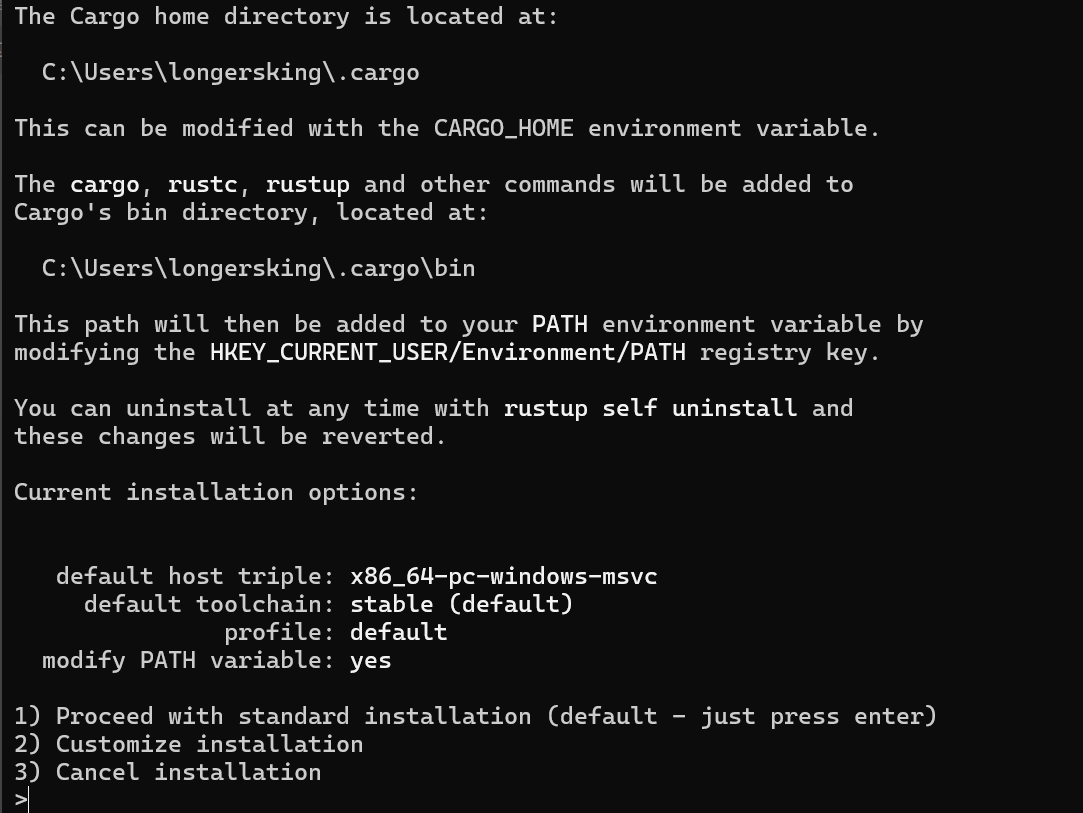 The Cargo home directory is located at:
C:\Users\longersking\.cargo
This can be modified with the CARGO_HOME environment variable.
The cargo, rustc, rustup and other commands will be added to
Cargo's bin directory, located at:
C:\Users\longersking\.cargo\bin
This path will then be added to your PATH environment variable by
modifying the HKEY_CURRENT_USER/Environment/PATH registry key.
You can uninstall at any time with rustup self uninstall and
these changes will be reverted.
Current installation options:
default host triple: x86_64-pc-windows-msvc
default toolchain: stable (default)
profile: default
modify PATH variable: yes
1) Proceed with standard installation (default - just press enter)
2) Customize installation
3) Cancel installation
>